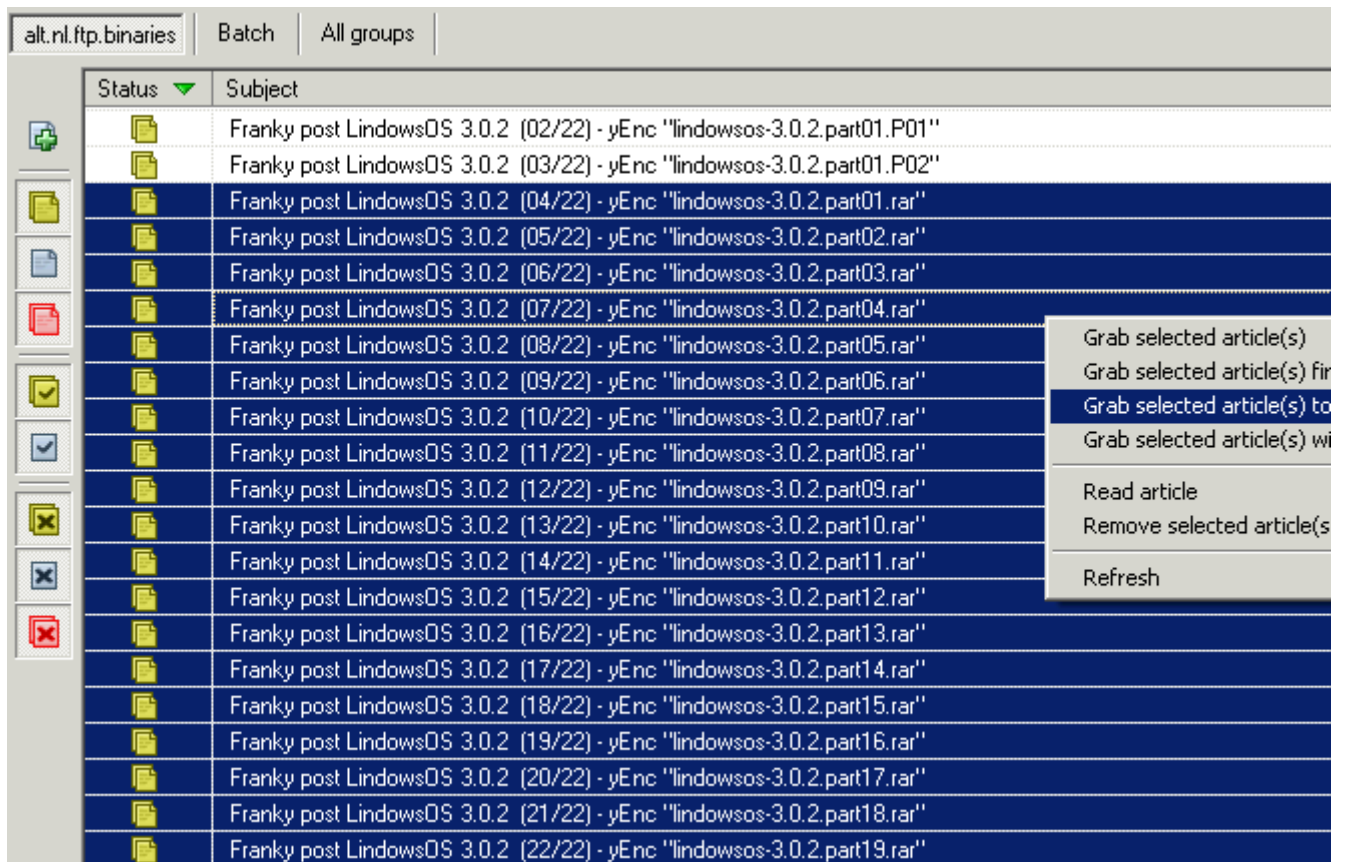 alt.nl.ftp.binaries Batch All groups
Status Subject
Franky post LindowsOS 3.0.2 (02/22) - yEnc "lindowsos-3.0.2.part01.P01"
Franky post LindowsOS 3.0.2 (03/22) - yEnc "lindowsos-3.0.2.part01.P02"
Franky post LindowsOS 3.0.2 (04/22) - yEnc "lindowsos-3.0.2.part01.rar"
Franky post LindowsOS 3.0.2 (05/22) - yEnc "lindowsos-3.0.2.part02.rar"
Franky post LindowsOS 3.0.2 (06/22) - yEnc "lindowsos-3.0.2.part03.rar"
Franky post LindowsOS 3.0.2 (07/22) - yEnc "lindowsos-3.0.2.part04.rar"
Franky post LindowsOS 3.0.2 (08/22) - yEnc "lindowsos-3.0.2.part05.rar"
Franky post LindowsOS 3.0.2 (09/22) - yEnc "lindowsos-3.0.2.part06.rar"
Franky post LindowsOS 3.0.2 (10/22) - yEnc "lindowsos-3.0.2.part07.rar"
Franky post LindowsOS 3.0.2 (11/22) - yEnc "lindowsos-3.0.2.part08.rar"
Franky post LindowsOS 3.0.2 (12/22) - yEnc "lindowsos-3.0.2.part09.rar"
Franky post LindowsOS 3.0.2 (13/22) - yEnc "lindowsos-3.0.2.part10.rar"
Franky post LindowsOS 3.0.2 (14/22) - yEnc "lindowsos-3.0.2.part11.rar"
Franky post LindowsOS 3.0.2 (15/22) - yEnc "lindowsos-3.0.2.part12.rar"
Franky post LindowsOS 3.0.2 (16/22) - yEnc "lindowsos-3.0.2.part13.rar"
Franky post LindowsOS 3.0.2 (17/22) - yEnc "lindowsos-3.0.2.part14.rar"
Franky post LindowsOS 3.0.2 (18/22) - yEnc "lindowsos-3.0.2.part15.rar"
Franky post LindowsOS 3.0.2 (19/22) - yEnc "lindowsos-3.0.2.part16.rar"
Franky post LindowsOS 3.0.2 (20/22) - yEnc "lindowsos-3.0.2.part17.rar"
Franky post LindowsOS 3.0.2 (21/22) - yEnc "lindowsos-3.0.2.part18.rar"
Franky post LindowsOS 3.0.2 (22/22) - yEnc "lindowsos-3.0.2.part19.rar"
Grab selected article(s)
Grab selected article(s) fir
Grab selected article(s) to
Grab selected article(s) wi
Read article
Remove selected article(s
Refresh